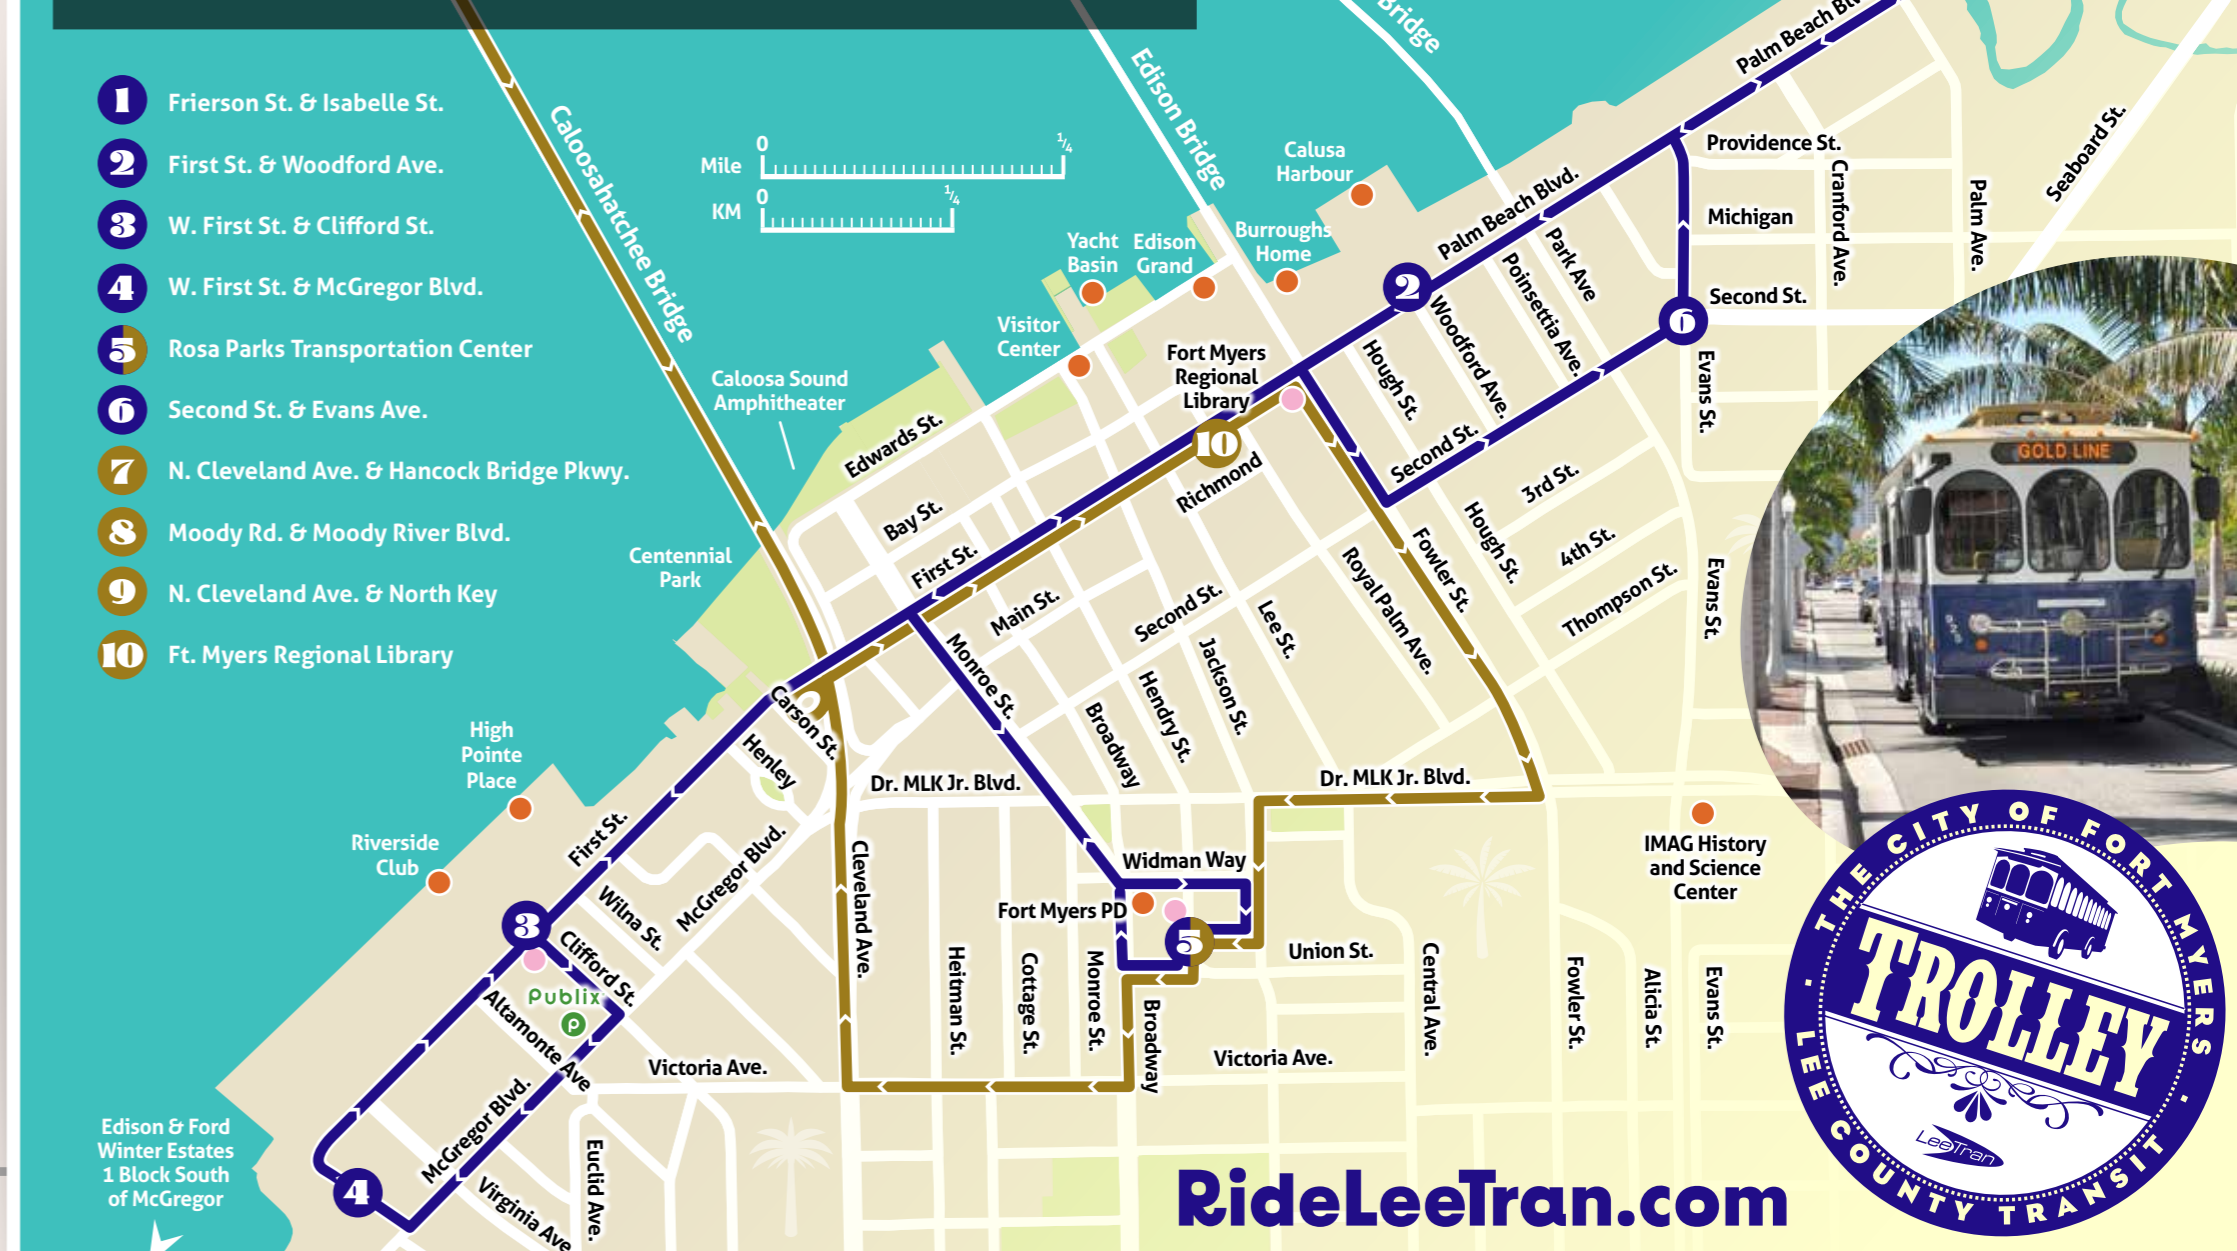 1 Frierson St. & Isabelle St.
2 First St. & Woodford Ave.
3 W. First St. & Clifford St.
4 W. First St. & McGregor Blvd.
5 Rosa Parks Transportation Center
6 Second St. & Evans Ave.
7 N. Cleveland Ave. & Hancock Bridge Pkwy.
8 Moody Rd. & Moody River Blvd.
9 N. Cleveland Ave. & North Key
10 Ft. Myers Regional Library
Mile 0 1/4
KM 0 1/4
Caloosahatchee Bridge
Edison Bridge
Bridge
Palm Beach
Calusa
Harbour
Burroughs
Home
Yacht
Basin
Edison
Grand
Visitor
Center
Caloosa Sound
Amphitheater
Centennial
Park
High
Pointe
Place
Riverside
Club
Edison & Ford
Winter Estates
1 Block South
of McGregor
Fort Myers
Regional
Library
2
6
10
3
4
5
Palm Beach Blvd.
Providence St.
Michigan
Second St.
Cranford Ave.
Palm Ave.
Seaboard St.
Park Ave
Poinsettia Ave.
Woodford Ave.
Hough St.
Second St.
Evans St.
3rd St.
4th St.
Thompson St.
Hough St.
Fowler St.
Royal Palm Ave.
Evans St.
Edwards St.
Bay St.
First St.
Main St.
Richmond
Second St.
Lee St.
Jackson St.
Hendry St.
Broadway
Monroe St.
Carson St.
Henley
Dr. MLK Jr. Blvd.
Dr. MLK Jr. Blvd.
First St.
McGregor Blvd.
Wilna St.
Clifford St.
Publix
P
Altamonte Ave
McGregor Blvd.
Victoria Ave.
Virginia Ave
Euclid Ave.
Cleveland Ave.
Heitman St.
Cottage St.
Monroe St.
Broadway
Widman Way
Fort Myers PD
Union St.
Victoria Ave.
Central Ave.
Fowler St.
Alicia St.
Evans St.
IMAG History
and Science
Center
GOLD LINE
THE CITY OF FORT MYERS
TROLLEY
LeeTran
LEE COUNTY TRANSIT
RideLeeTran.com